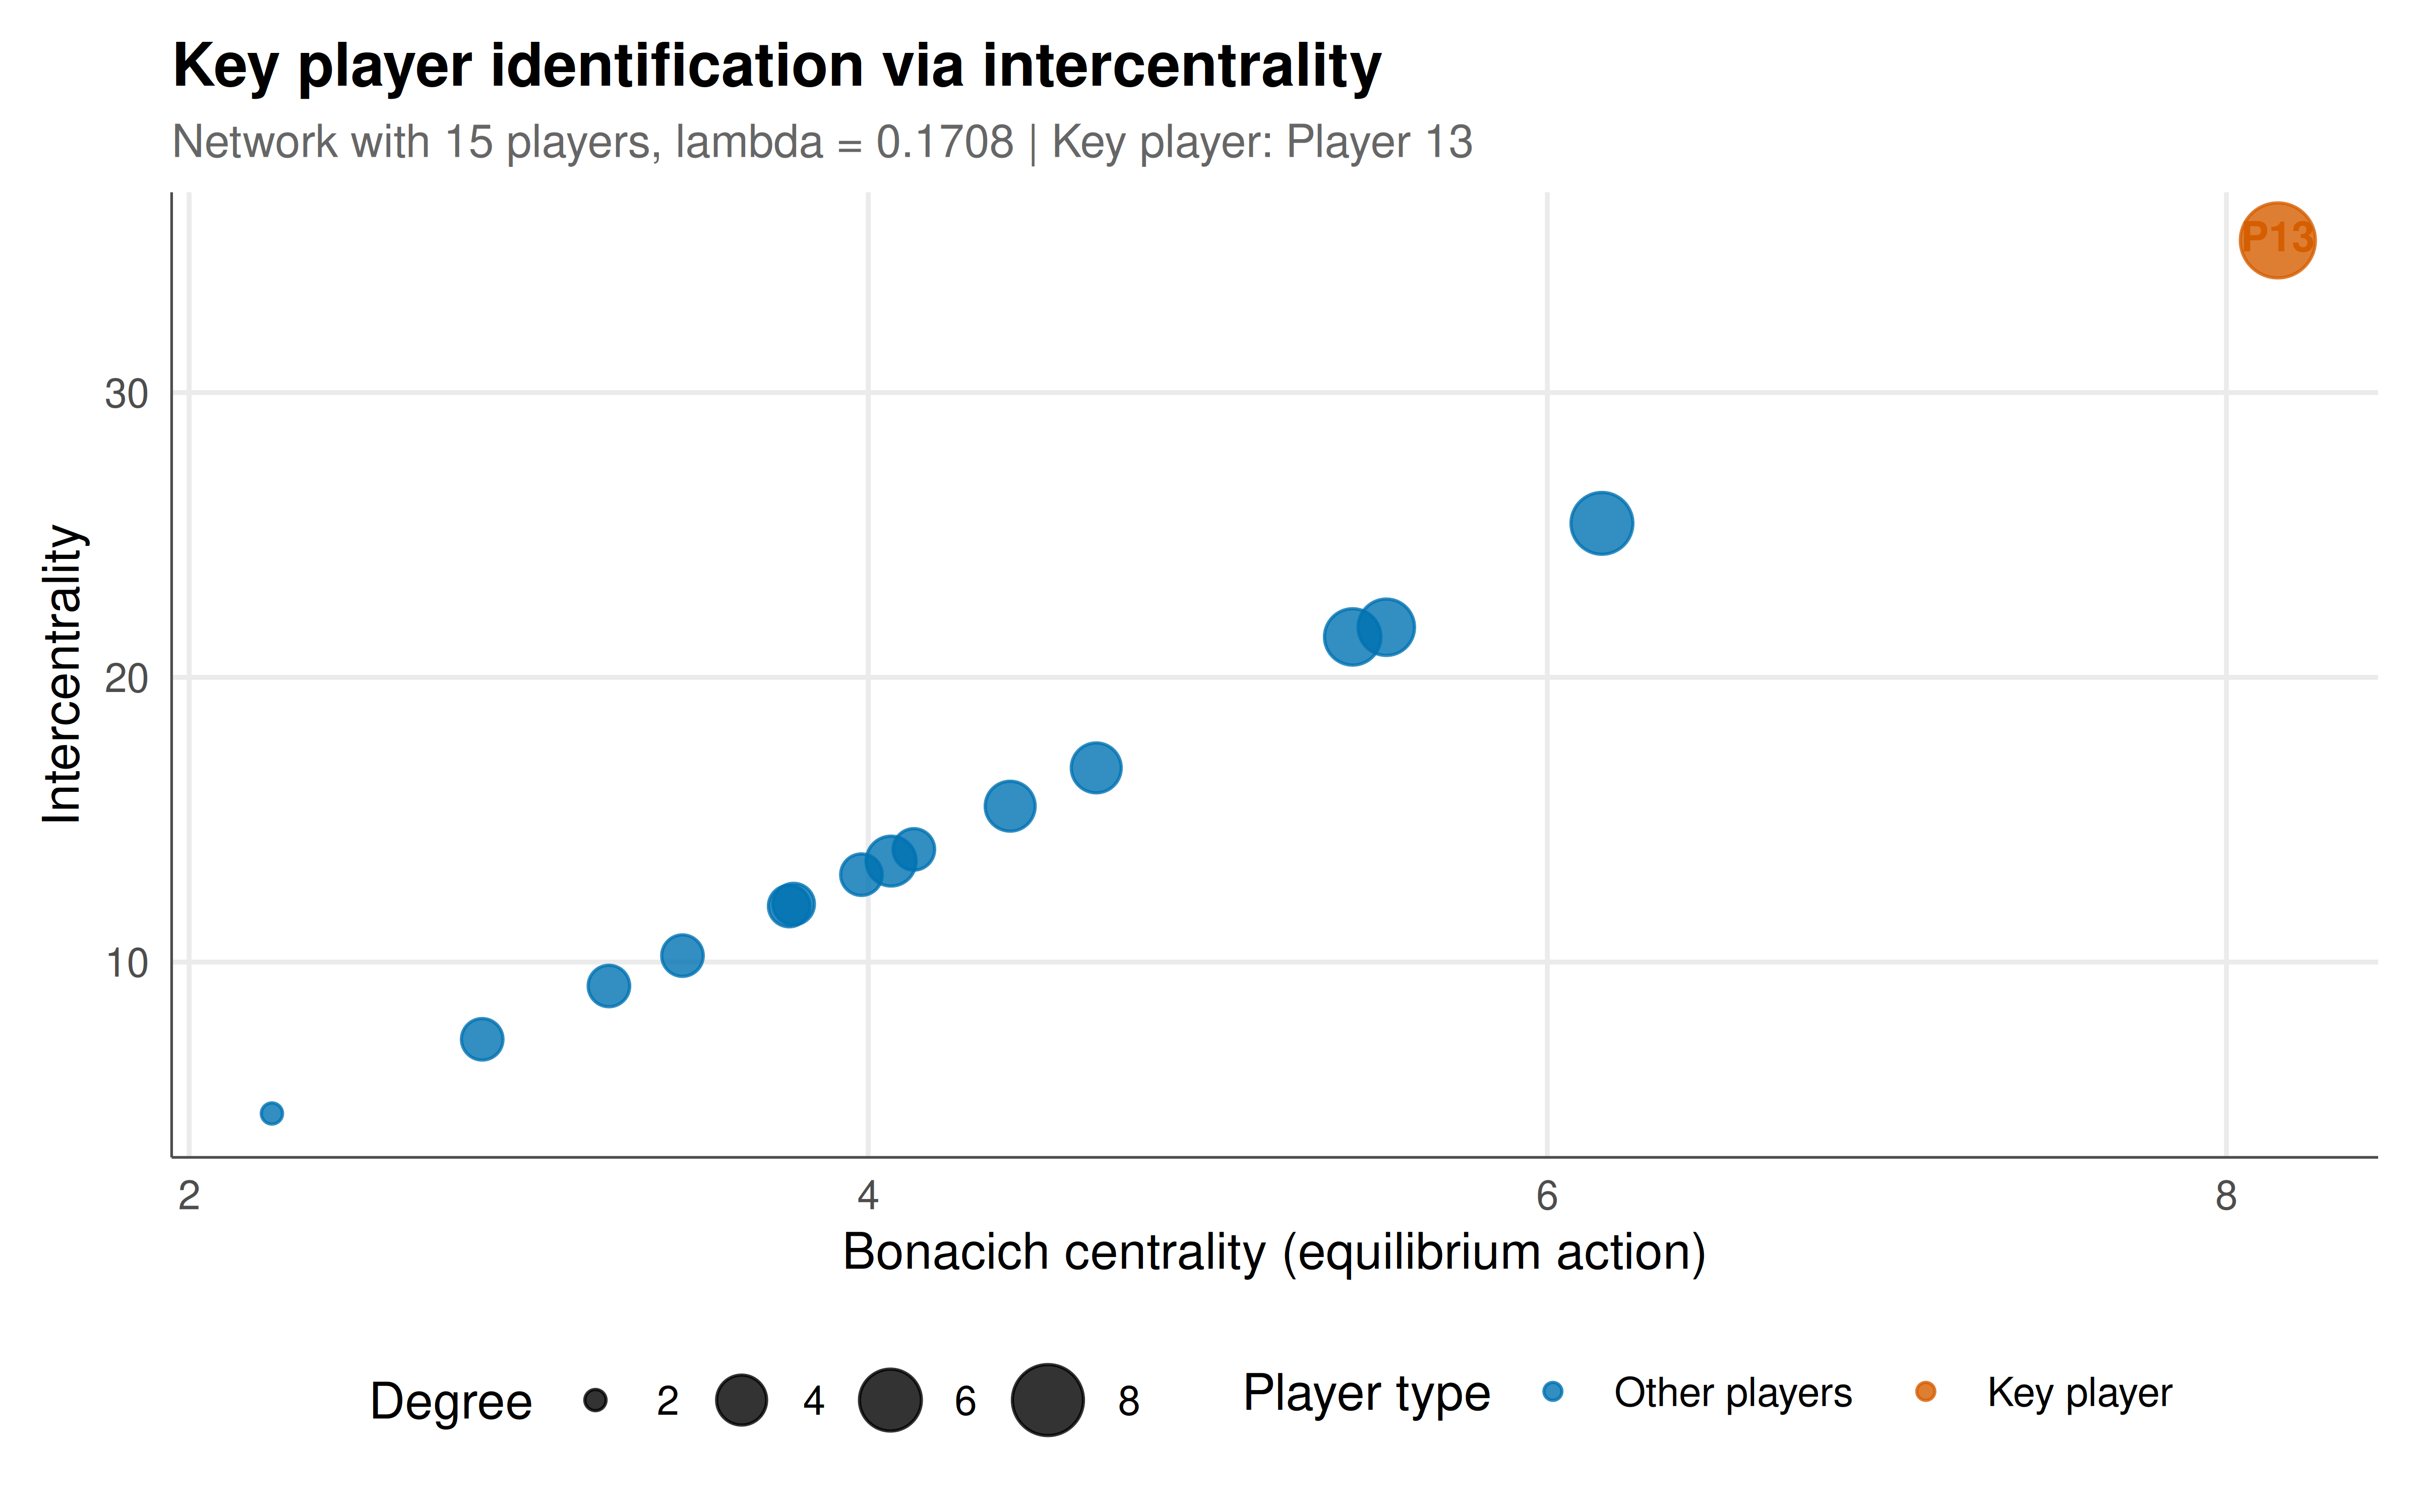 Key player identification via intercentrality
Network with 15 players, lambda = 0.1708 | Key player: Player 13
P13
30
20
10
Intercentrality
2
4
6
8
Bonacich centrality (equilibrium action)
Degree 2 4 6 8 Player type Other players Key player